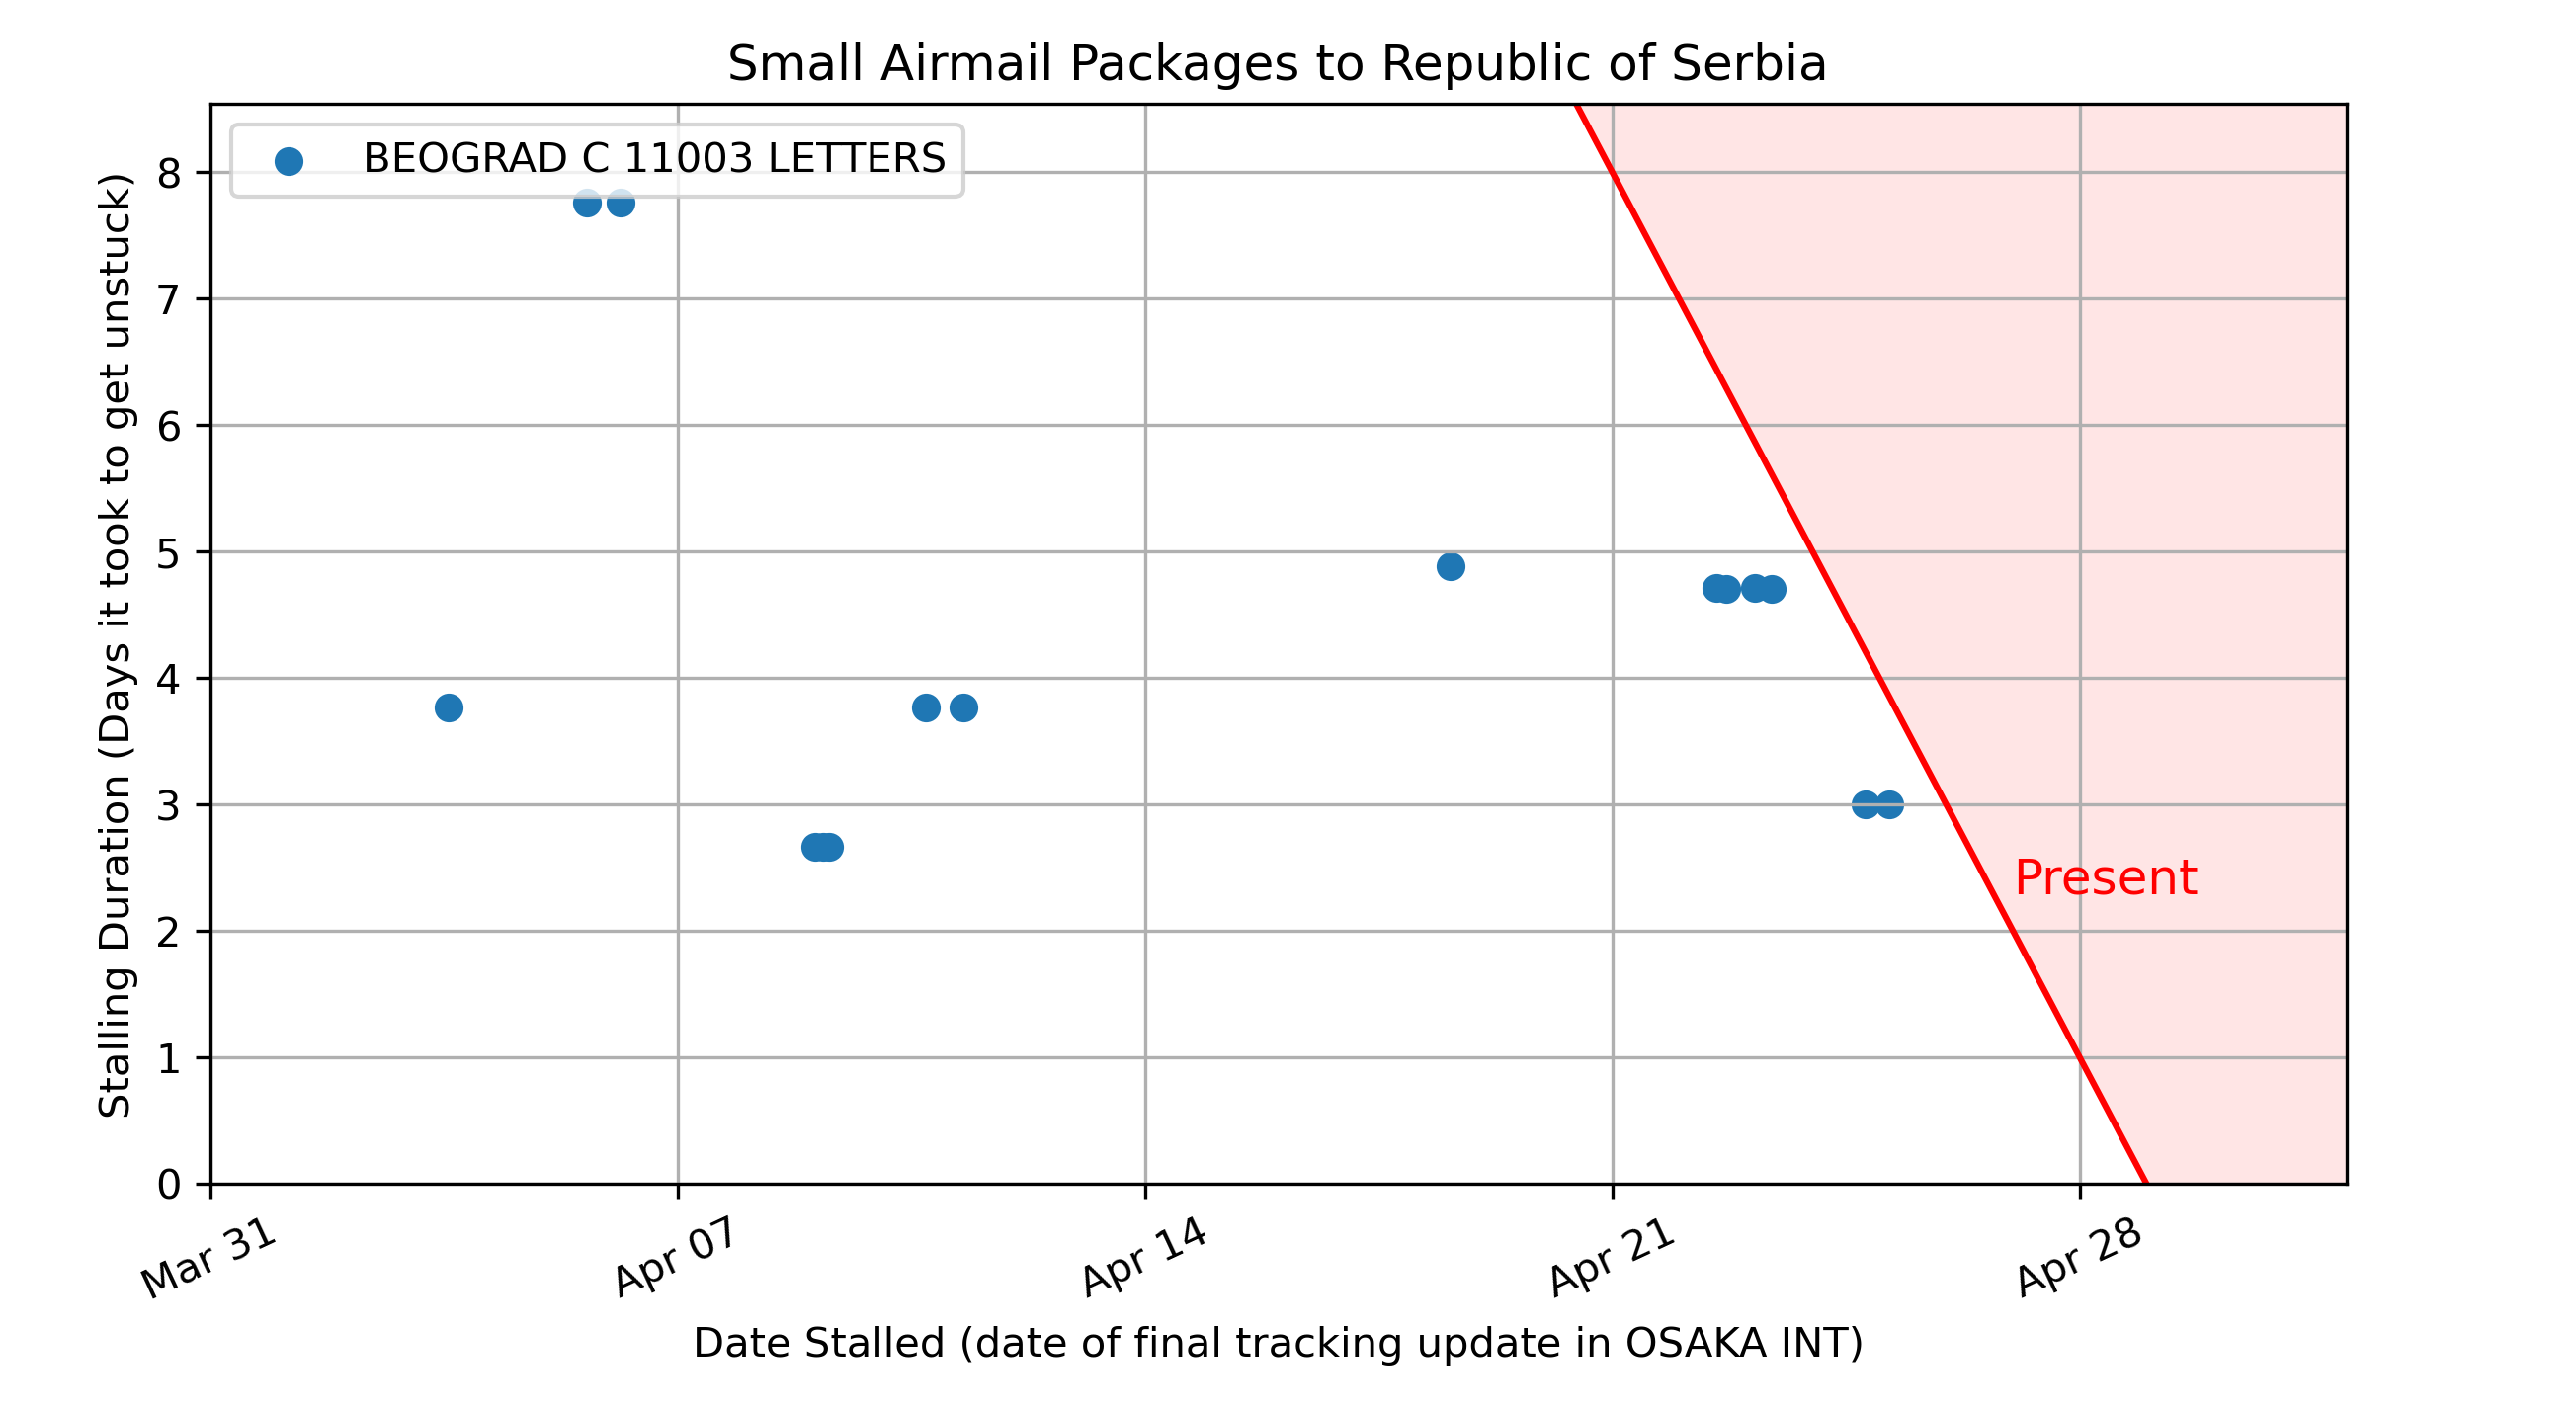 Small Airmail Packages to Republic of Serbia
BEOGRAD C 11003 LETTERS
Stalling Duration (Days it took to get unstuck)
8
7
6
5
4
3
2
1
0
Present
Mar 31
Apr 07
Apr 14
Apr 21
Apr 28
Date Stalled (date of final tracking update in OSAKA INT)